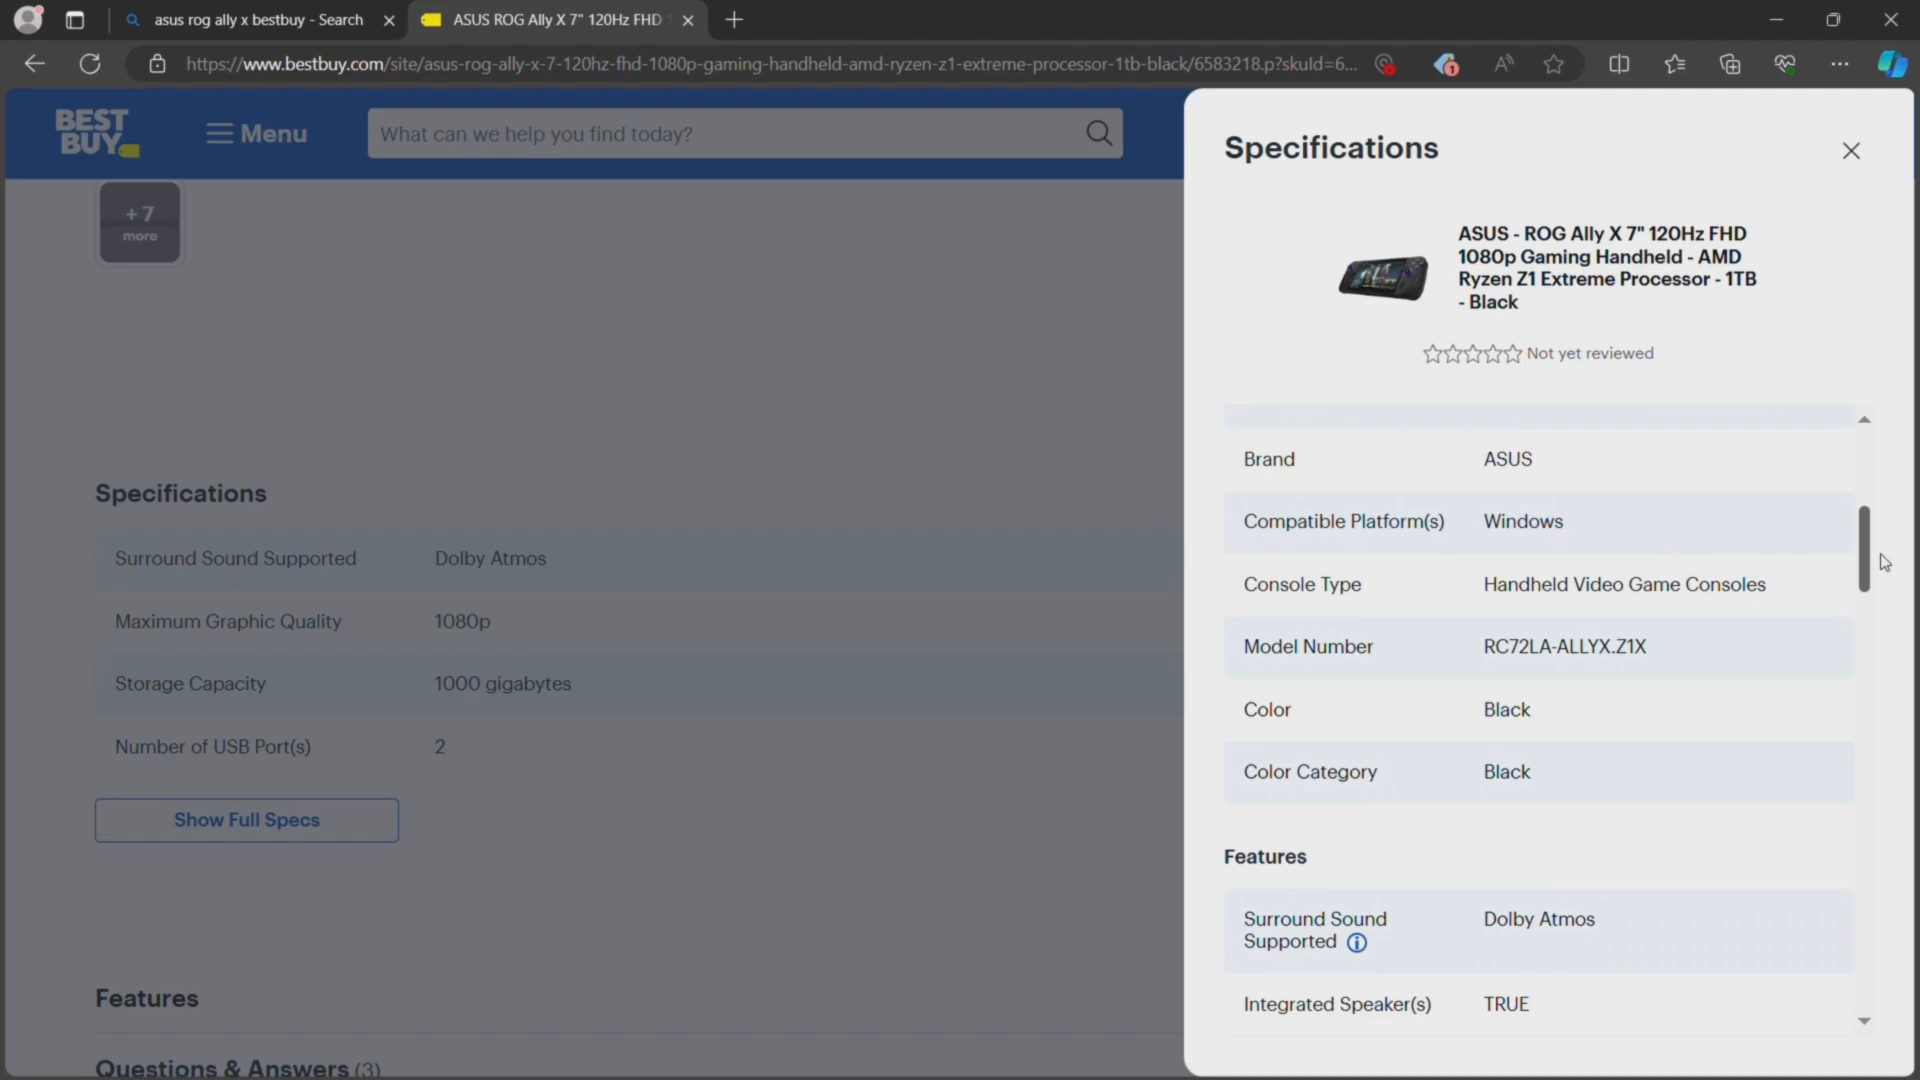 asus rog ally x bestbuy - Search
ASUS ROG Ally X 7" 120Hz FHD
https://www.bestbuy.com/site/asus-rog-ally-x-7-120hz-fhd-1080p-gaming-handheld-amd-ryzen-z1-extreme-processor-1tb-black/6583218.p?skuId=6...
1
BEST
BUY
Menu
What can we help you find today?
+ 7
more
Specifications
Surround Sound Supported Dolby Atmos
Maximum Graphic Quality 1080p
Storage Capacity 1000 gigabytes
Number of USB Port(s) 2
Show Full Specs
Features
Questions & Answers (3)
Specifications
ASUS - ROG Ally X 7" 120Hz FHD
1080p Gaming Handheld - AMD
Ryzen Z1 Extreme Processor - 1TB
- Black
Not yet reviewed
Brand ASUS
Compatible Platform(s) Windows
Console Type Handheld Video Game Consoles
Model Number RC72LA-ALLYX.Z1X
Color Black
Color Category Black
Features
Surround Sound Dolby Atmos
Supported
Integrated Speaker(s) TRUE